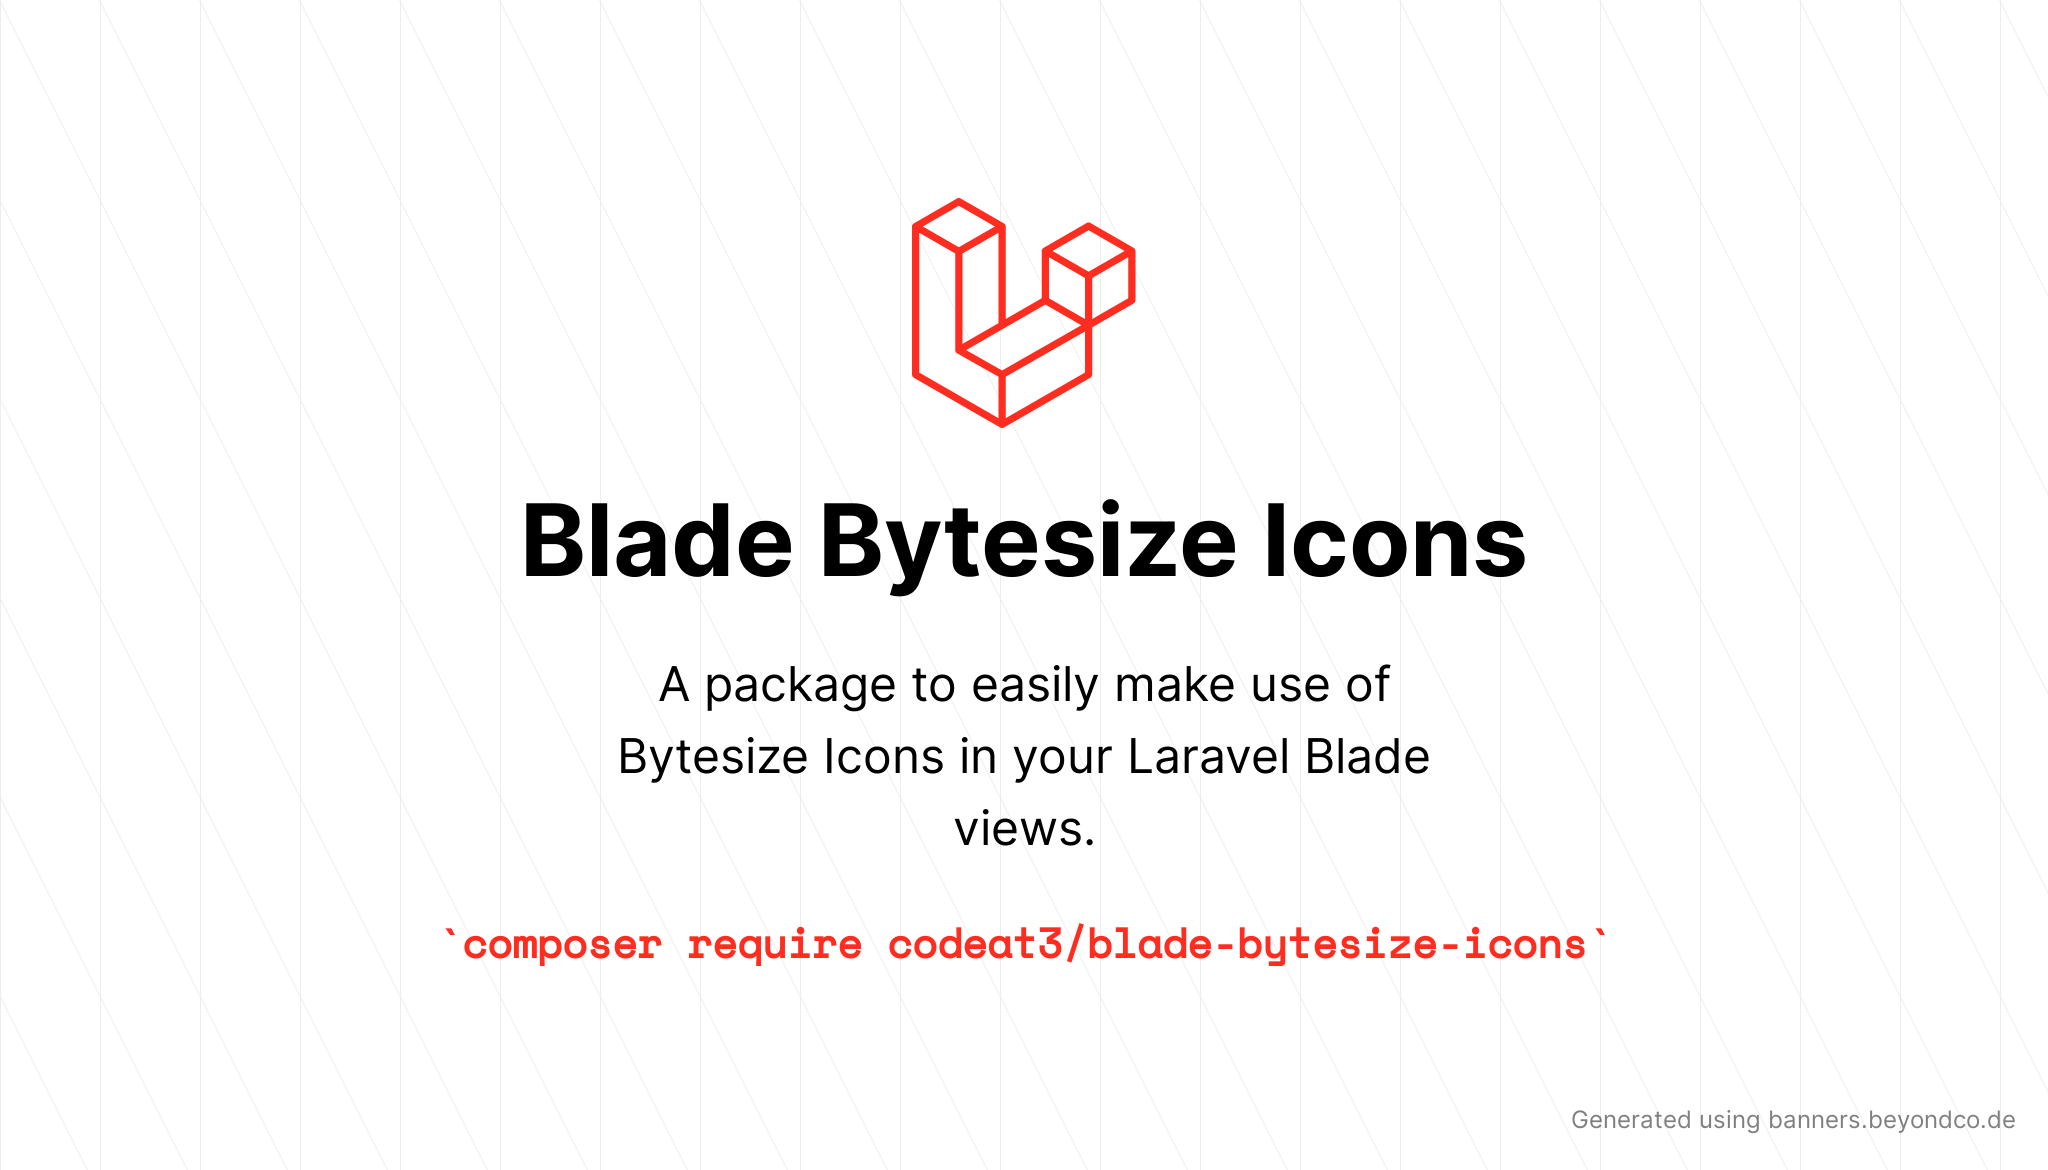 Blade Bytesize Icons
A package to easily make use of
Bytesize Icons in your Laravel Blade
views.
`composer require codeat3/blade-bytesize-icons`
Generated using banners.beyondco.de